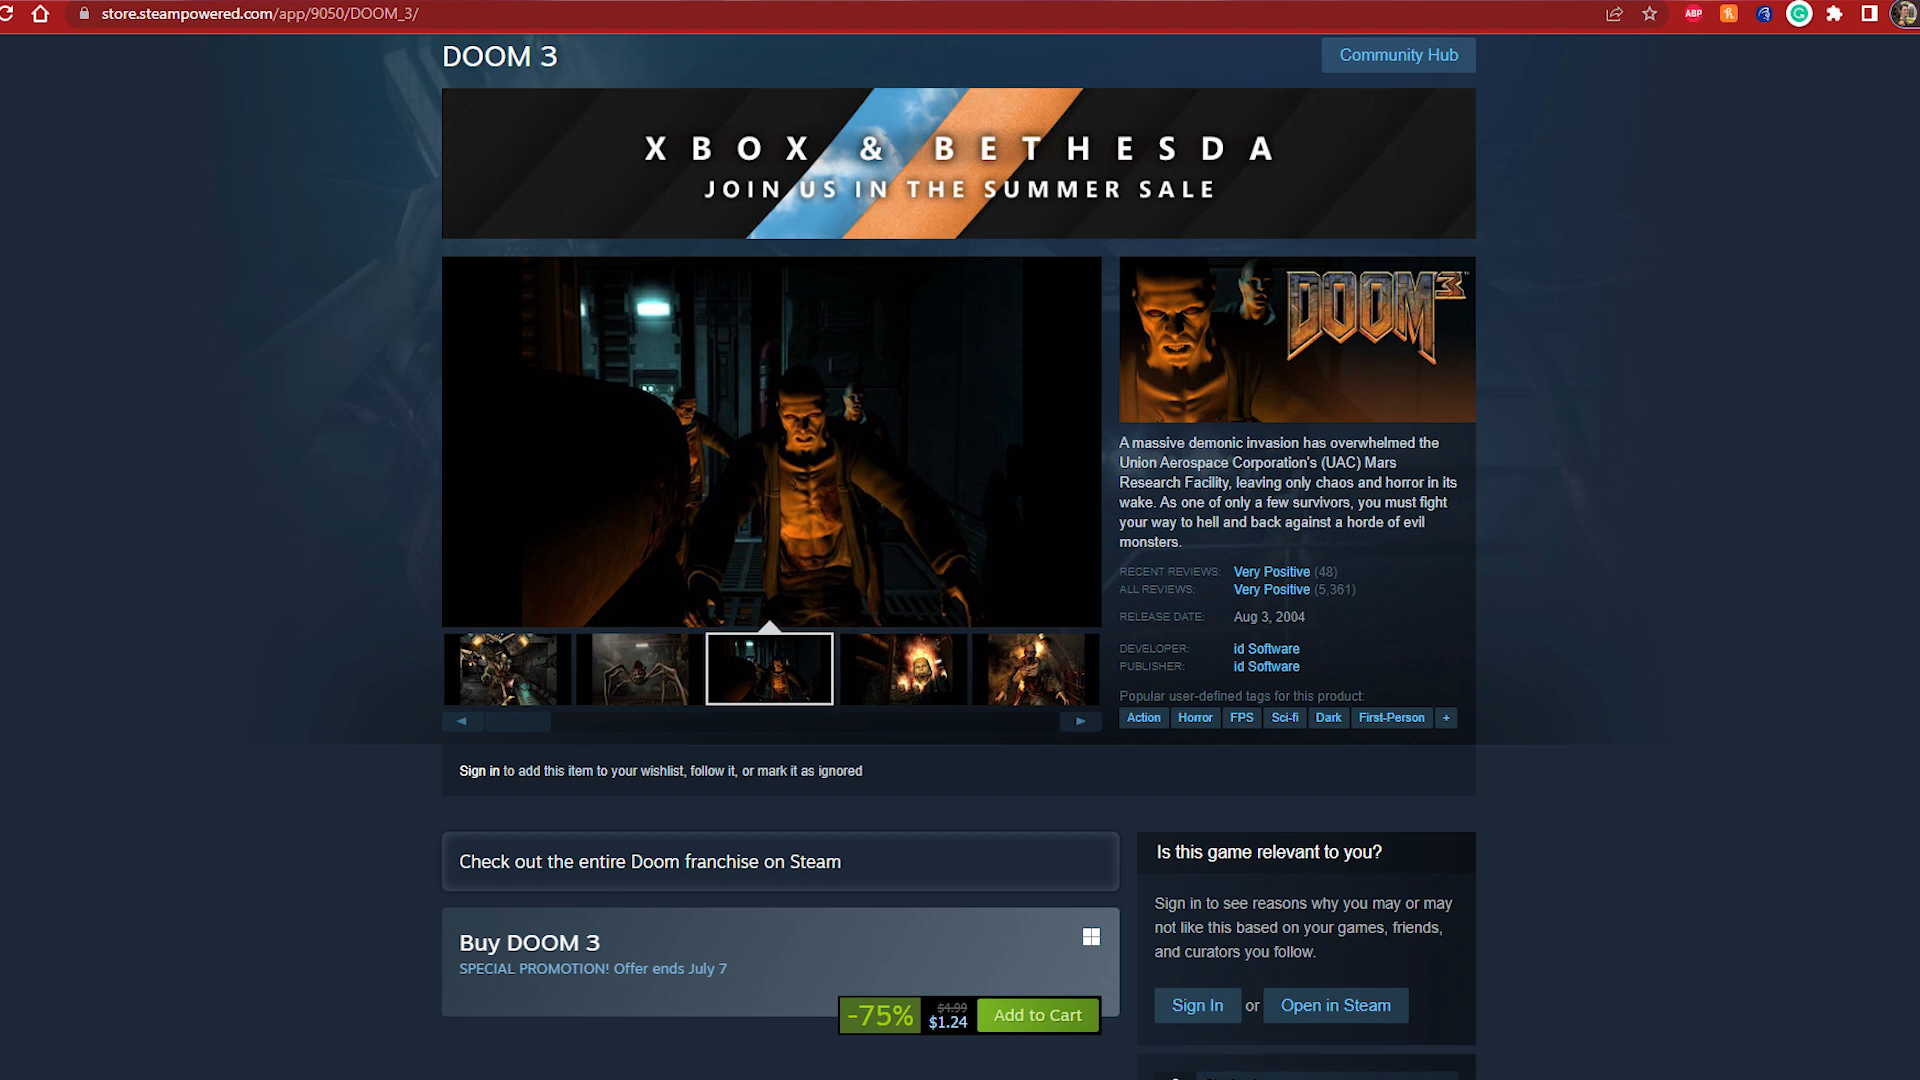 store.steampowered.com/app/9050/DOOM_3/
ABP
DOOM 3
Community Hub
XBOX & BETHESDA
JOIN US IN THE SUMMER SALE
DOOM 3
A massive demonic invasion has overwhelmed the
Union Aerospace Corporation's (UAC) Mars
Research Facility, leaving only chaos and horror in its
wake. As one of only a few survivors, you must fight
your way to hell and back against a horde of evil
monsters.
RECENT REVIEWS: Very Positive (48)
ALL REVIEWS: Very Positive (5,361)
RELEASE DATE: Aug 3, 2004
DEVELOPER: id Software
PUBLISHER: id Software
Popular user-defined tags for this product:
Action Horror FPS Sci-fi Dark First-Person +
Sign in to add this item to your wishlist, follow it, or mark it as ignored
Check out the entire Doom franchise on Steam
Buy DOOM 3
SPECIAL PROMOTION! Offer ends July 7
-75% $4.99 $1.24 Add to Cart
Is this game relevant to you?
Sign in to see reasons why you may or may
not like this based on your games, friends,
and curators you follow.
Sign In or Open in Steam